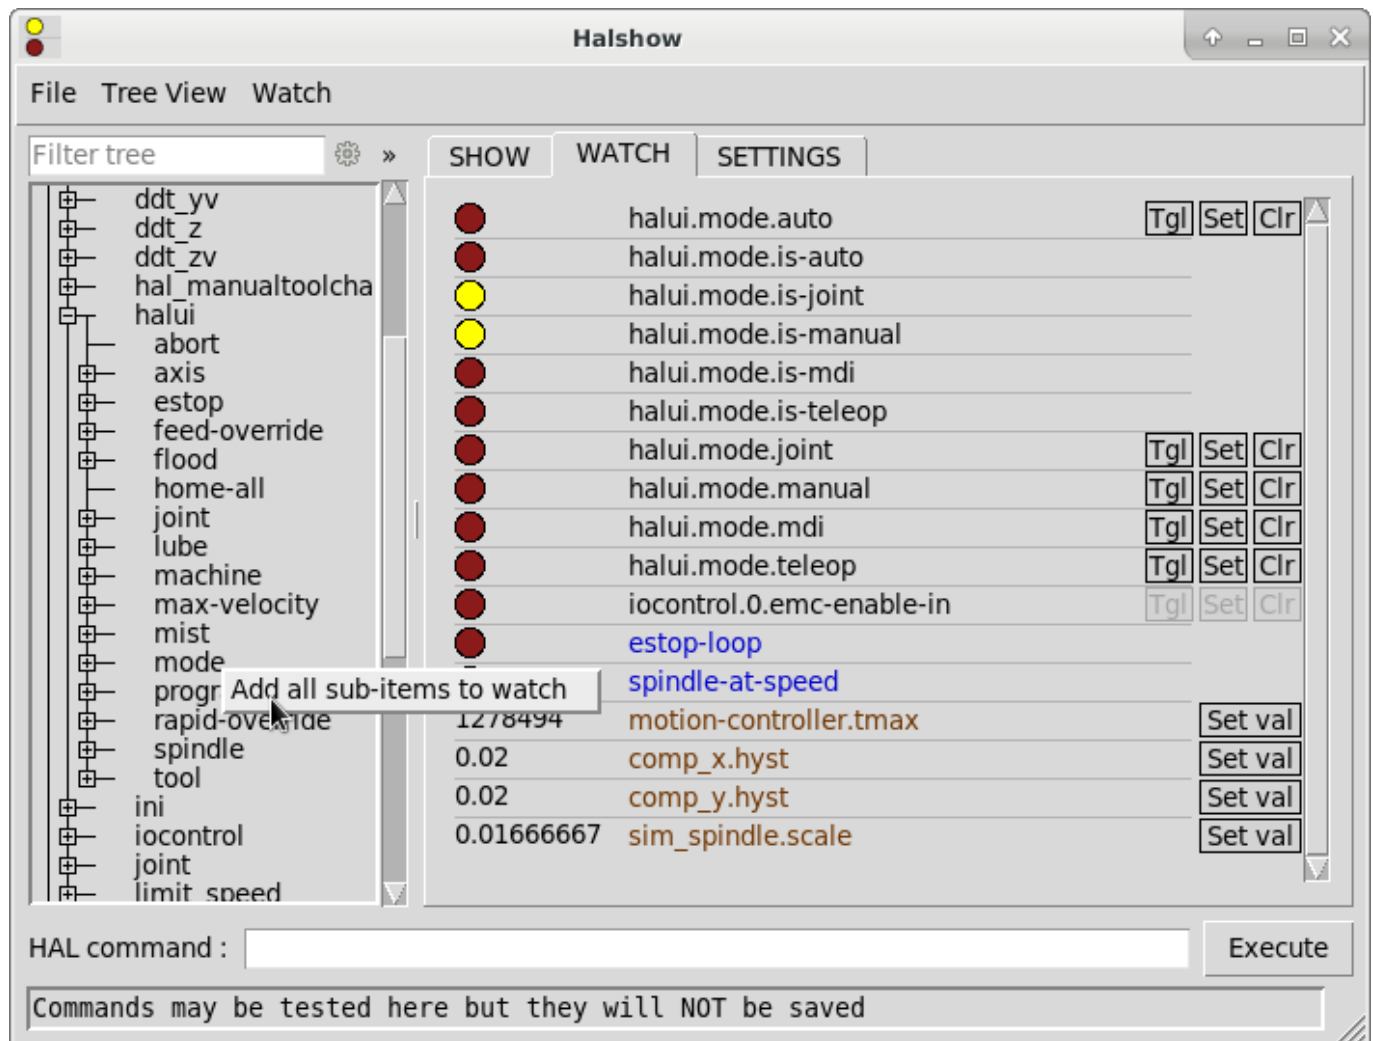 Halshow
File Tree View Watch
Filter tree »
SHOW WATCH SETTINGS
ddt_yv
ddt_z
ddt_zv
hal_manualtoolcha
halui
abort
axis
estop
feed-override
flood
home-all
joint
lube
machine
max-velocity
mist
mode
Add all sub-items to watch
rapid-override
spindle
tool
ini
iocontrol
joint
limit_speed
halui.mode.auto Tgl Set Clr
halui.mode.is-auto
halui.mode.is-joint
halui.mode.is-manual
halui.mode.is-mdi
halui.mode.is-teleop
halui.mode.joint Tgl Set Clr
halui.mode.manual Tgl Set Clr
halui.mode.mdi Tgl Set Clr
halui.mode.teleop Tgl Set Clr
iocontrol.0.emc-enable-in Tgl Set Clr
estop-loop
spindle-at-speed
1278494 motion-controller.tmax Set val
0.02 comp_x.hyst Set val
0.02 comp_y.hyst Set val
0.01666667 sim_spindle.scale Set val
HAL command : Execute
Commands may be tested here but they will NOT be saved